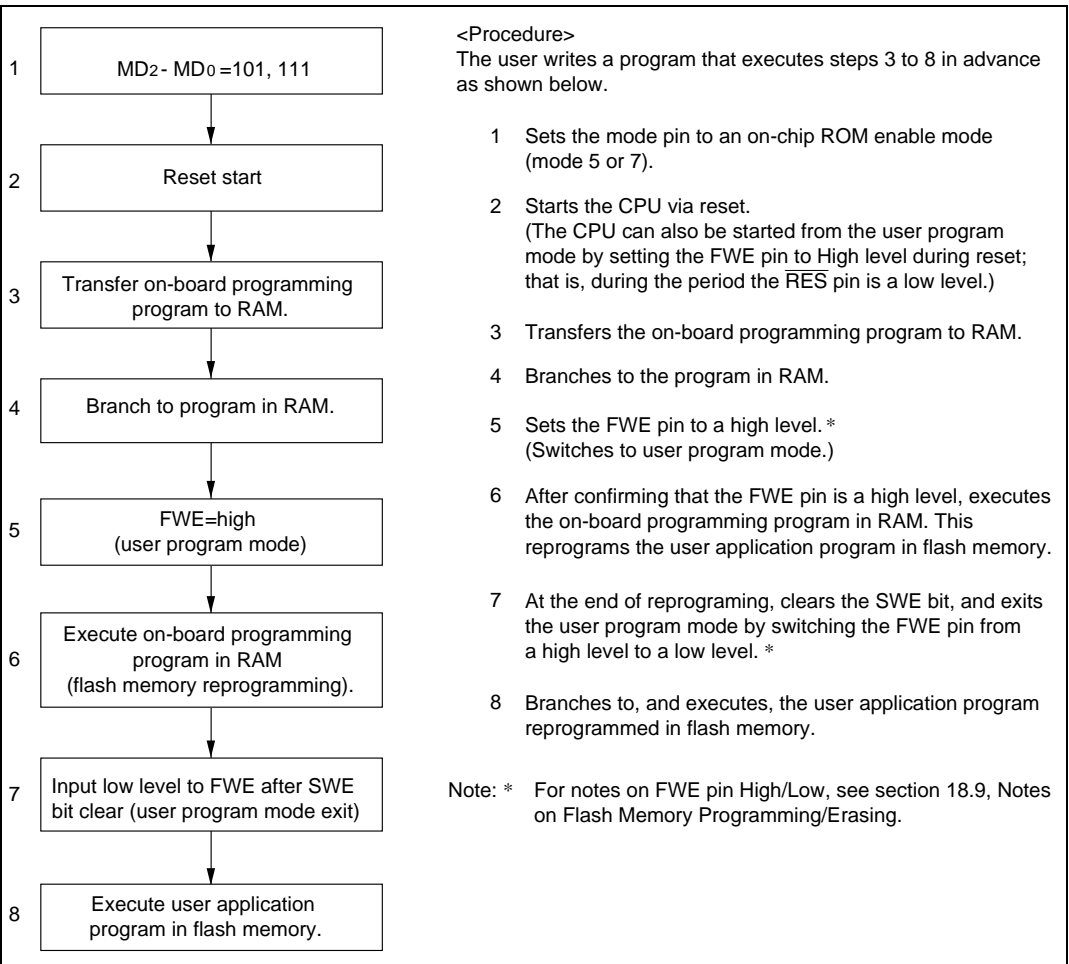 1
MD2 - MD0 =101, 111
2
Reset start
3
Transfer on-board programming
program to RAM.
4
Branch to program in RAM.
5
FWE=high
(user program mode)
6
Execute on-board programming
program in RAM
(flash memory reprogramming).
7
Input low level to FWE after SWE
bit clear (user program mode exit)
8
Execute user application
program in flash memory.
<Procedure>
The user writes a program that executes steps 3 to 8 in advance
as shown below.
1 Sets the mode pin to an on-chip ROM enable mode
(mode 5 or 7).
2 Starts the CPU via reset.
(The CPU can also be started from the user program
mode by setting the FWE pin to High level during reset;
that is, during the period the RES pin is a low level.)
3 Transfers the on-board programming program to RAM.
4 Branches to the program in RAM.
5 Sets the FWE pin to a high level. *
(Switches to user program mode.)
6 After confirming that the FWE pin is a high level, executes
the on-board programming program in RAM. This
reprograms the user application program in flash memory.
7 At the end of reprograming, clears the SWE bit, and exits
the user program mode by switching the FWE pin from
a high level to a low level. *
8 Branches to, and executes, the user application program
reprogrammed in flash memory.
Note: * For notes on FWE pin High/Low, see section 18.9, Notes
on Flash Memory Programming/Erasing.